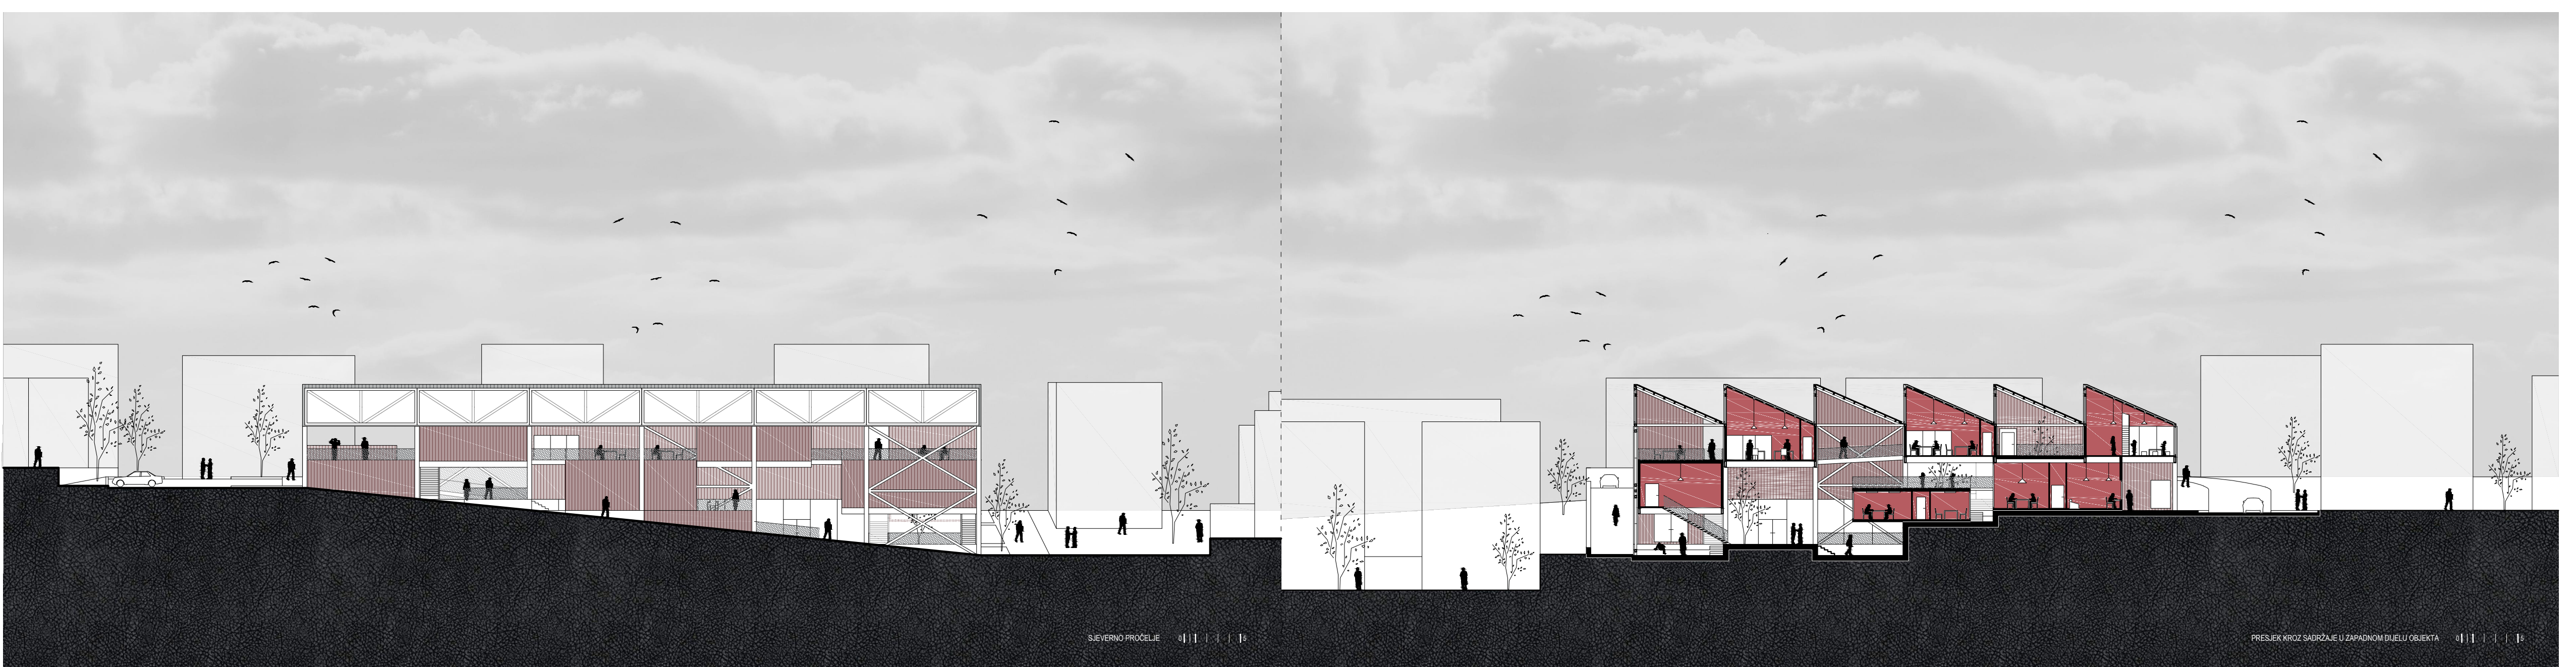 SJEVERNO PROČELJE 0 5
PRESJEK KROZ SADRŽAJE U ZAPADNOM DIJELU OBJEKTA 0 5